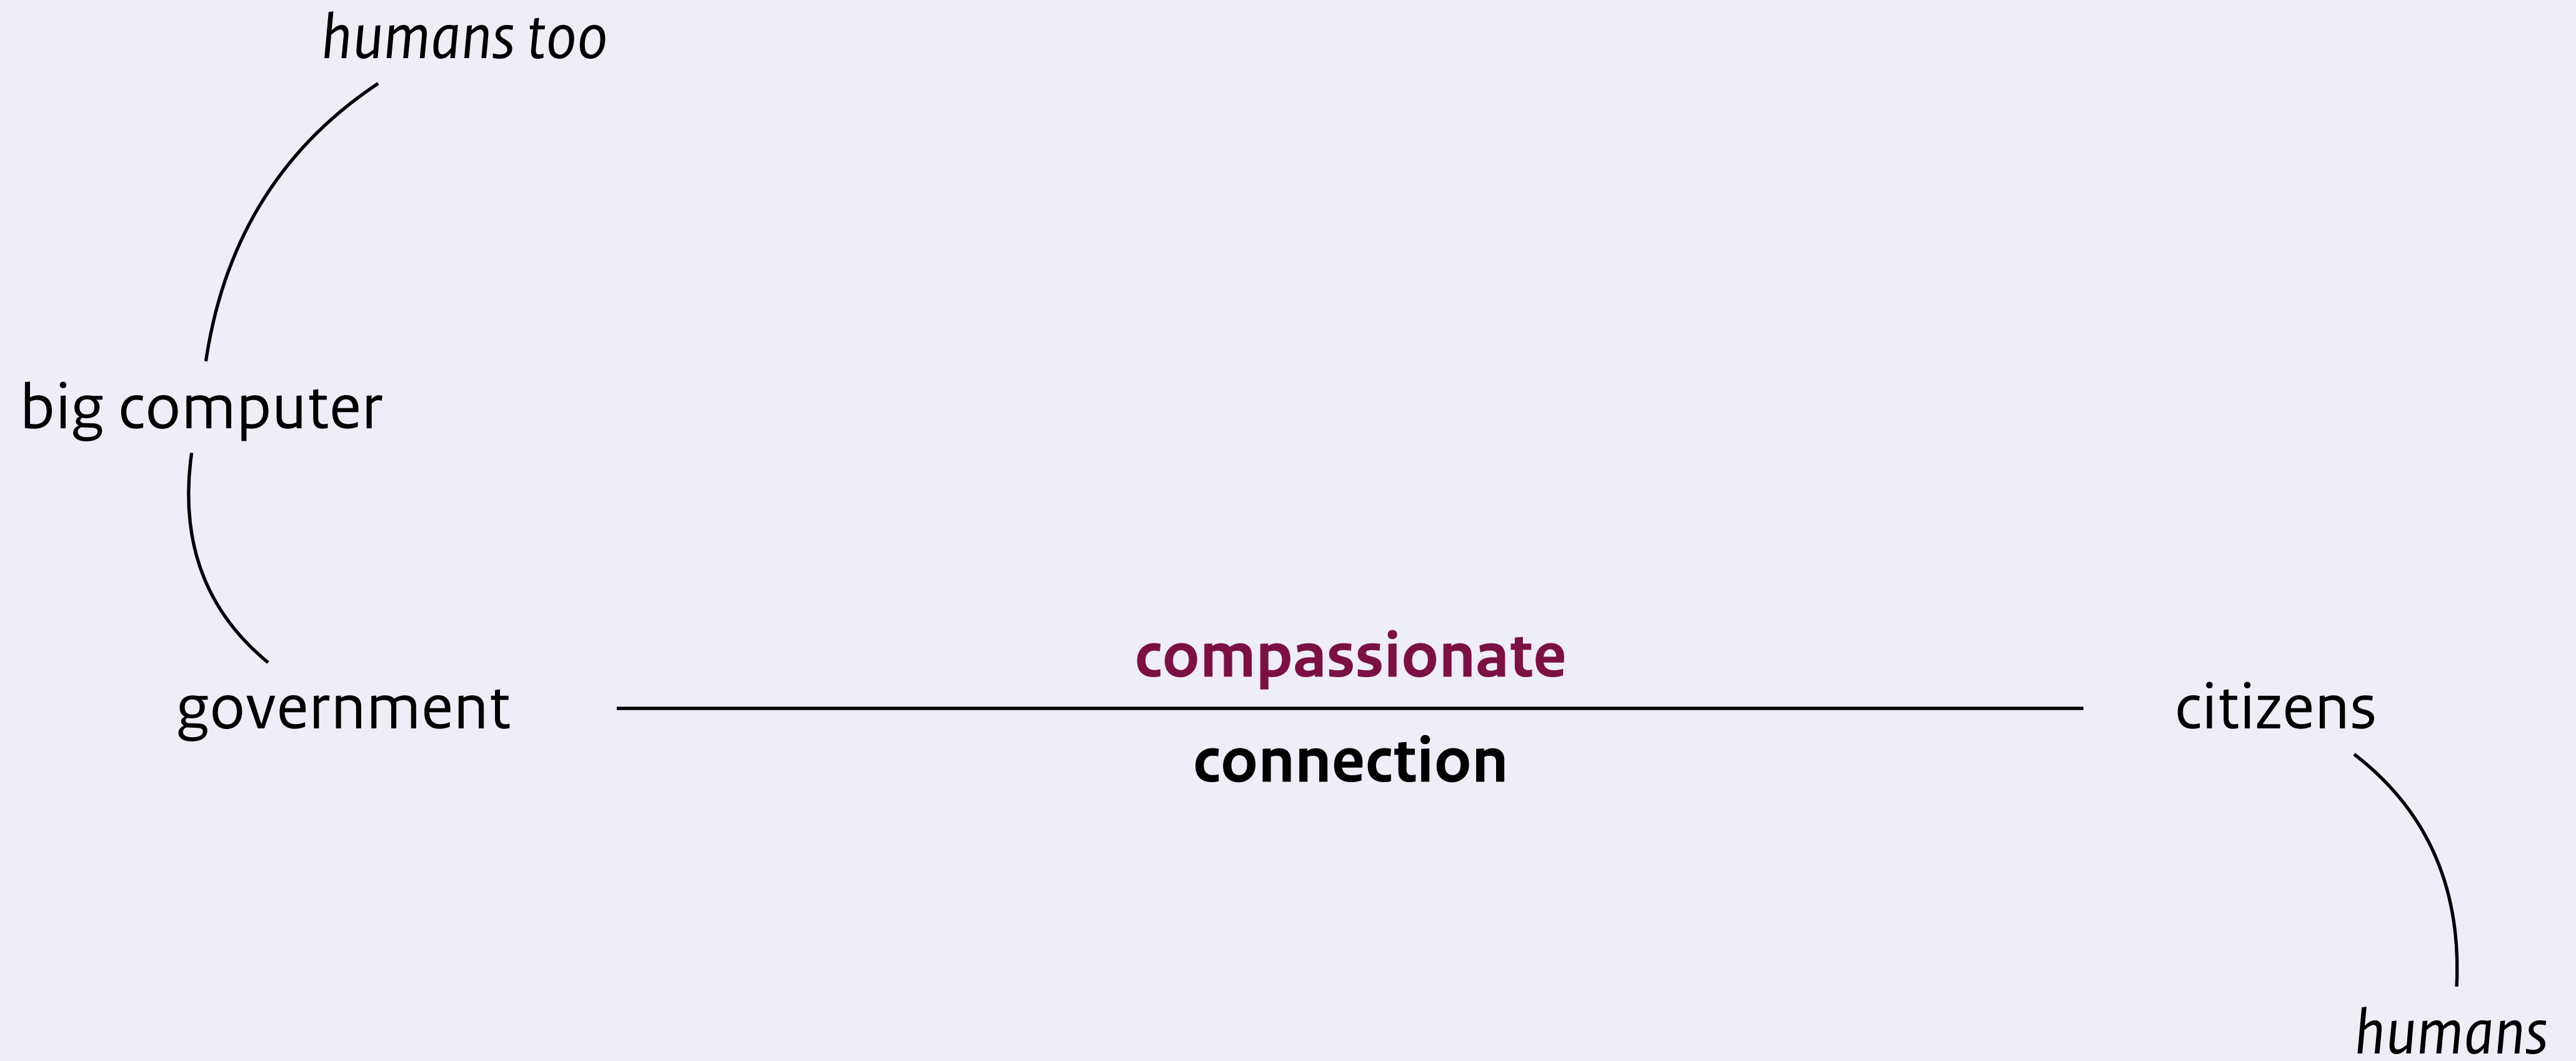 humans too
big computer
compassionate
government
citizens
connection
humans